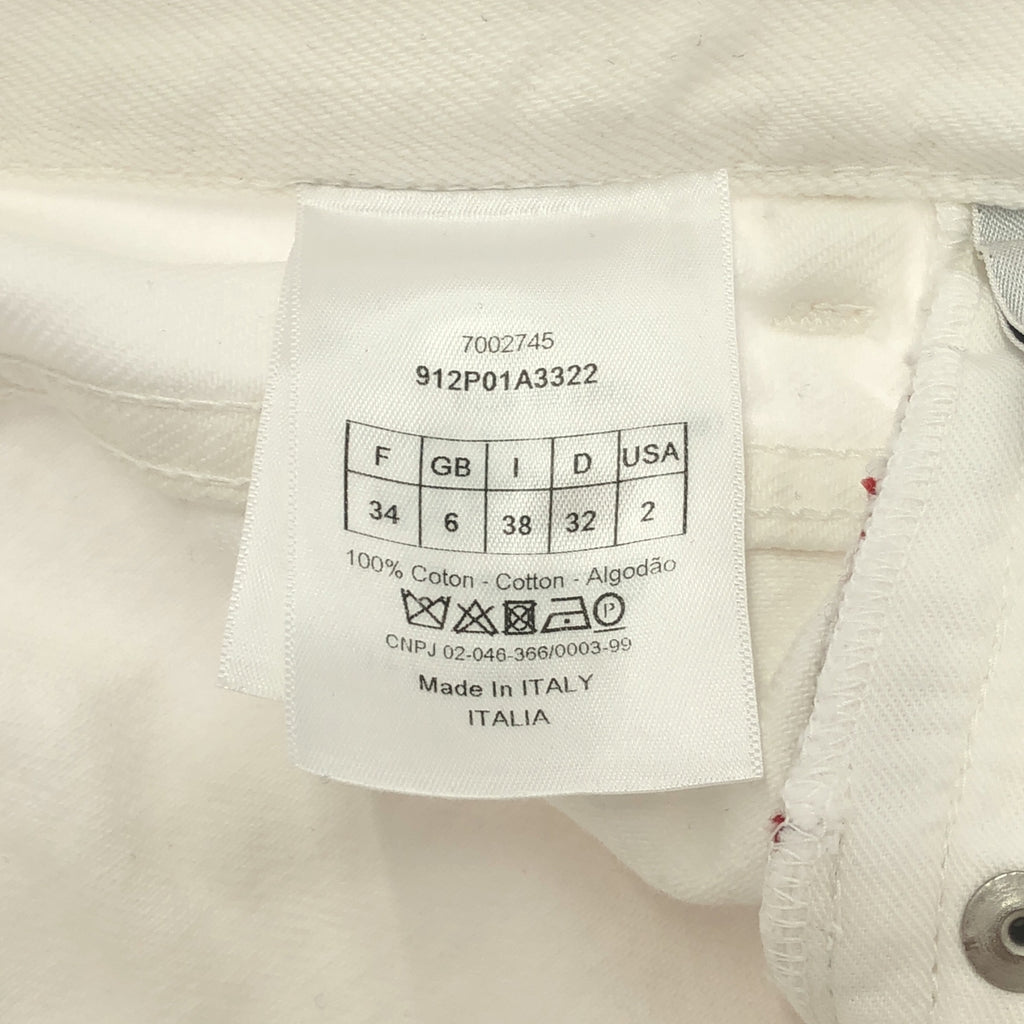 7002745
912P01A3322
F GB I D USA
34 6 38 32 2
100% Coton - Cotton - Algodão
P
CNPJ 02-046-366/0003-99
Made In ITALY
ITALIA